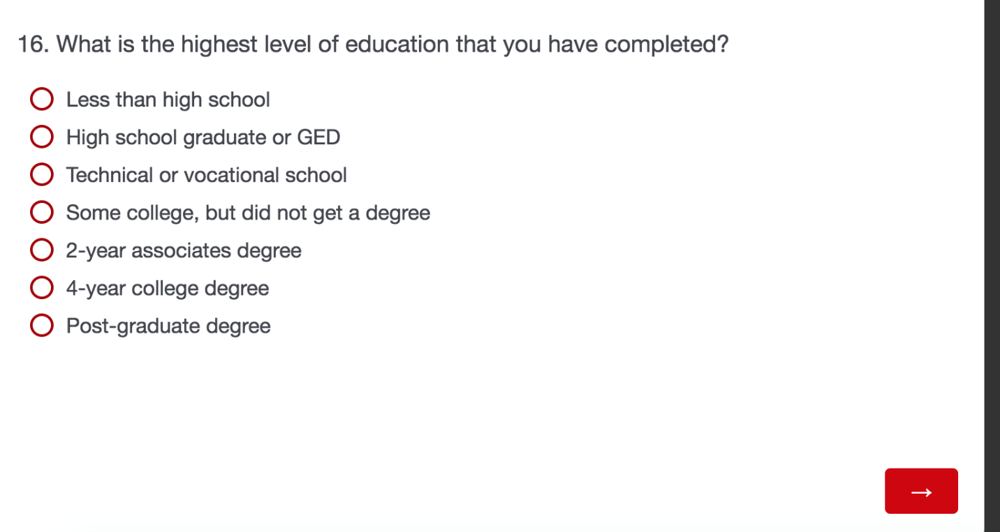 16. What is the highest level of education that you have completed?
Less than high school
High school graduate or GED
Technical or vocational school
Some college, but did not get a degree
2-year associates degree
4-year college degree
Post-graduate degree
→